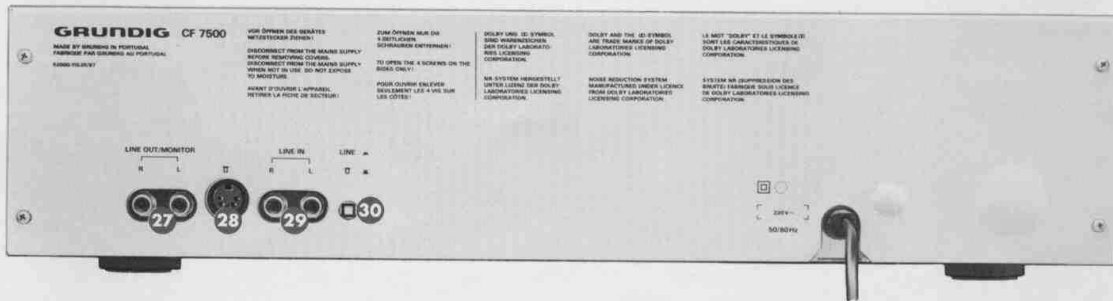 GRUNDIG CF 7500
MADE BY GRUNDIG IN PORTUGAL
FABRIQUE PAR GRUNDIG AU PORTUGAL
VOR ÖFFNEN DES GERÄTES
NETZSTECKER ZIEHEN!
DISCONNECT FROM THE MAINS SUPPLY
BEFORE REMOVING COVERS.
DISCONNECT FROM THE MAINS SUPPLY
WHEN NOT IN USE. DO NOT EXPOSE
TO MOISTURE.
AVANT D'OUVRIR L'APPAREIL
RETIRER LA FICHE DE SECTEUR!
ZUM ÖFFNEN NUR DIE
4 SEITLICHEN
SCHRAUBEN ENTFERNEN!
TO OPEN THE 4 SCREWS ON THE
SIDES ONLY!
POUR OUVRIR ENLEVER
SEULEMENT LES 4 VIS SUR
LES CÔTÉS!
DOLBY UND SYMBOL
SIND WARENZEICHEN
DER DOLBY LABORATO-
RIES LICENSING
CORPORATION.
NR-SYSTEM HERGESTELLT
UNTER LIZENZ DER DOLBY
LABORATORIES LICENSING
CORPORATION.
DOLBY AND THE SYMBOL
ARE TRADE MARKS OF DOLBY
LABORATORIES LICENSING
CORPORATION.
NOISE REDUCTION SYSTEM
MANUFACTURED UNDER LICENCE
FROM DOLBY LABORATORIES
LICENSING CORPORATION.
LE MOT "DOLBY" ET LE SYMBOLE
SONT LES CARACTERISTIQUES DE
DOLBY LABORATORIES LICENSING
CORPORATION.
SYSTEM NR (SUPPRESSION DES
BRUITS) FABRIQUE SOUS LICENCE
DE DOLBY LABORATORIES LICENSING
CORPORATION.
LINE OUT/MONITOR
R L
LINE IN
R L
LINE
27
28
29
30
220V~
50/60Hz